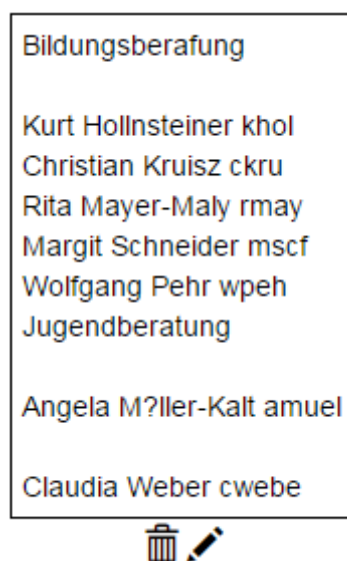 Bildungsberafung
Kurt Hollnsteiner khol
Christian Kruisz ckru
Rita Mayer-Maly rmay
Margit Schneider mscf
Wolfgang Pehr wpeh
Jugendberatung
Angela M?ller-Kalt amuel
Claudia Weber cwebe